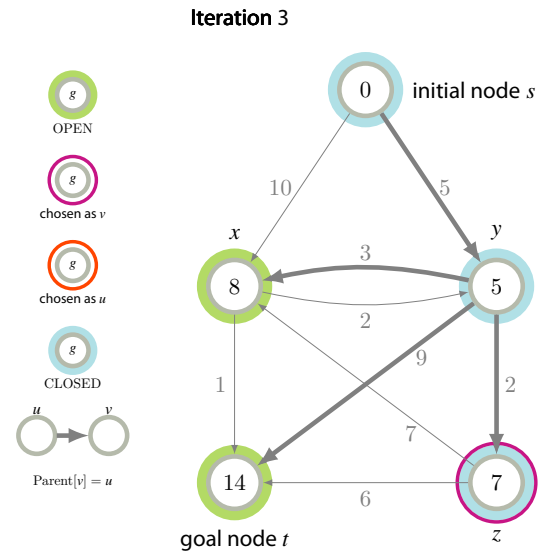 Iteration 3
g
OPEN
g
chosen as v
g
chosen as u
g
CLOSED
u v
Parent[v] = u
0 initial node s
10 5
x y
3
8 5
2
1 9 2
7
14 6 7
goal node t z